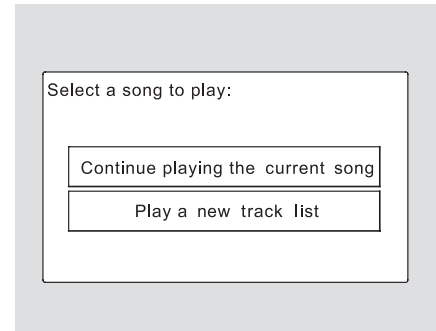 Select a song to play:
Continue playing the current song
Play a new track list